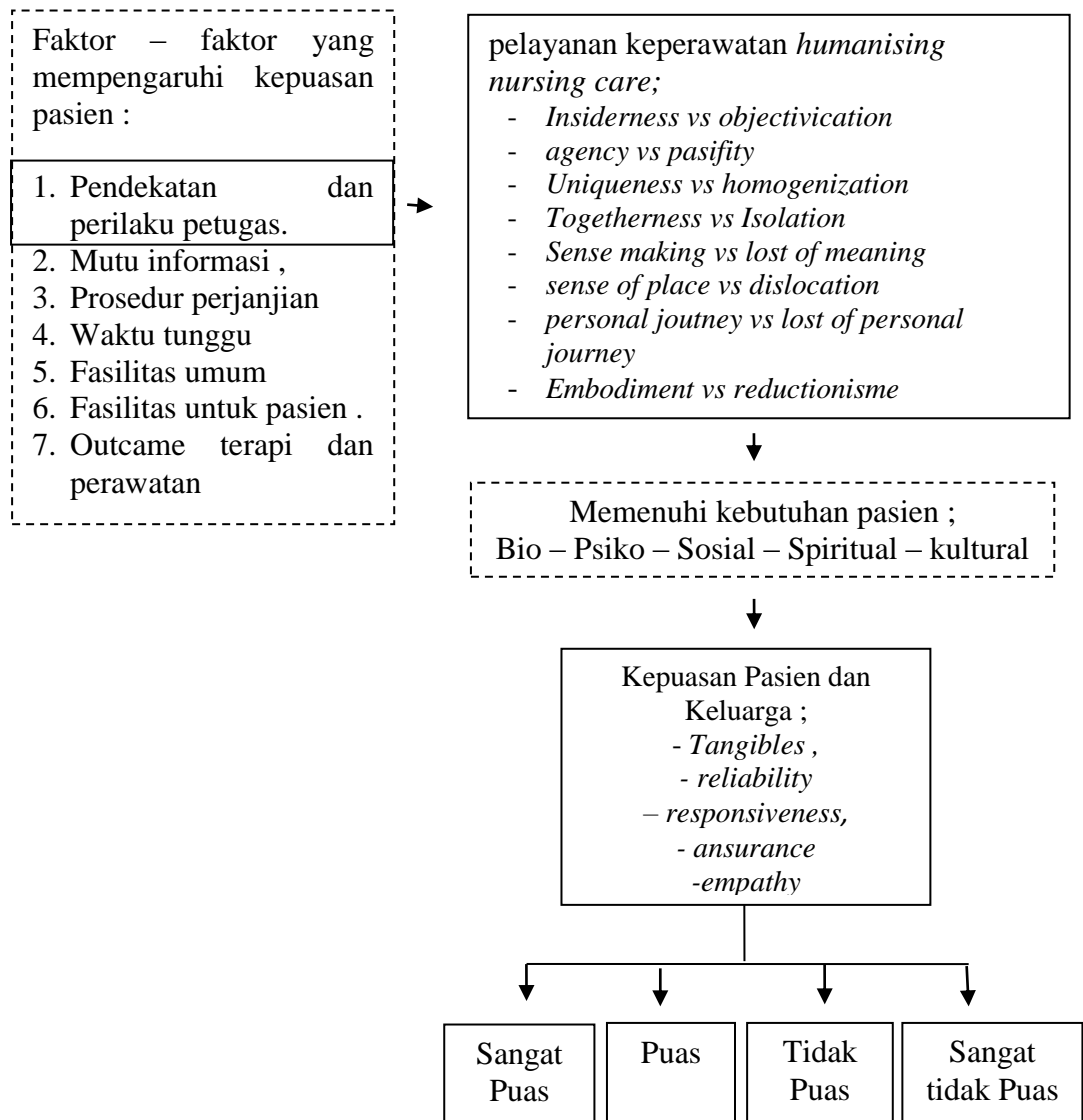 Faktor – faktor yang
mempengaruhi kepuasan
pasien :
1. Pendekatan dan
perilaku petugas.
2. Mutu informasi ,
3. Prosedur perjanjian
4. Waktu tunggu
5. Fasilitas umum
6. Fasilitas untuk pasien .
7. Outcame terapi dan
perawatan
pelayanan keperawatan humanising
nursing care;
- Insiderness vs objectivication
- agency vs pasifity
- Uniqueness vs homogenization
- Togetherness vs Isolation
- Sense making vs lost of meaning
- sense of place vs dislocation
- personal joutney vs lost of personal
journey
- Embodiment vs reductionisme
Memenuhi kebutuhan pasien ;
Bio – Psiko – Sosial – Spiritual – kultural
Kepuasan Pasien dan
Keluarga ;
- Tangibles ,
- reliability
– responsiveness,
- ansurance
-empathy
Sangat
Puas
Puas
Tidak
Puas
Sangat
tidak Puas